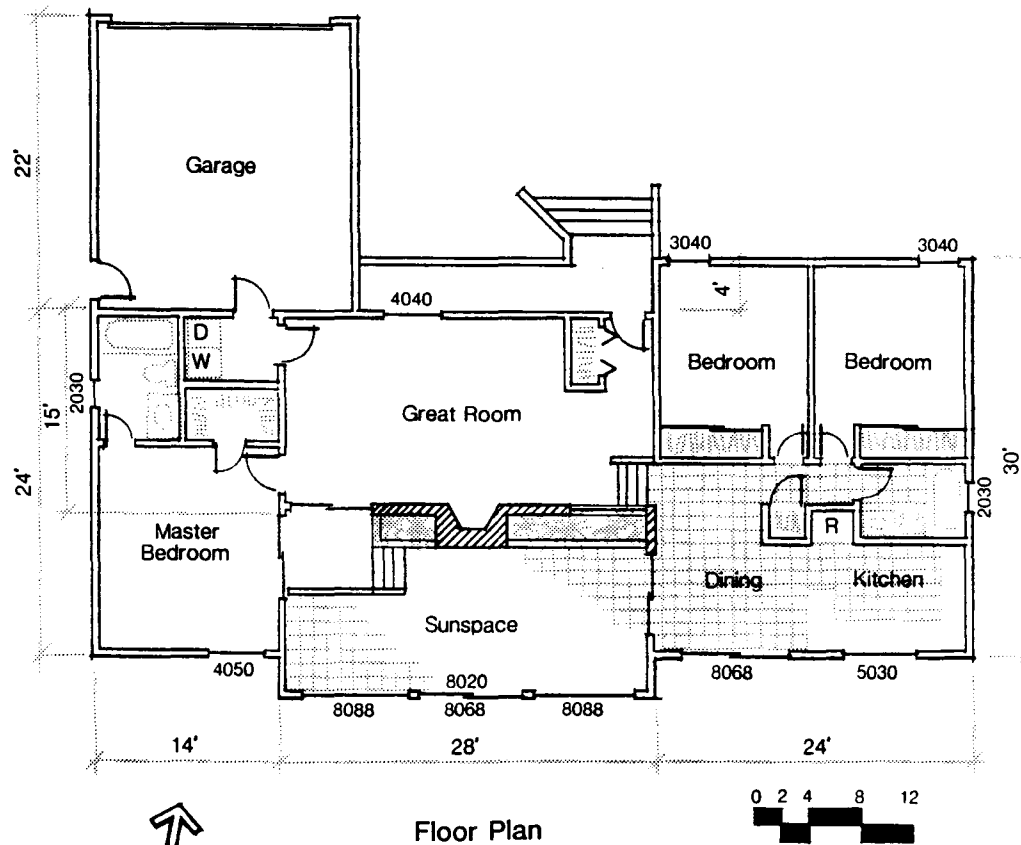 22'
Garage
3040
3040
4'
4040
D
W
Bedroom
Bedroom
2030
15'
Great Room
24'
30'
2030
Master
Bedroom
R
Dining
Kitchen
Sunspace
4050
8020
8068
5030
8088
8068
8088
14'
28'
24'
0 2 4 8 12
Floor Plan